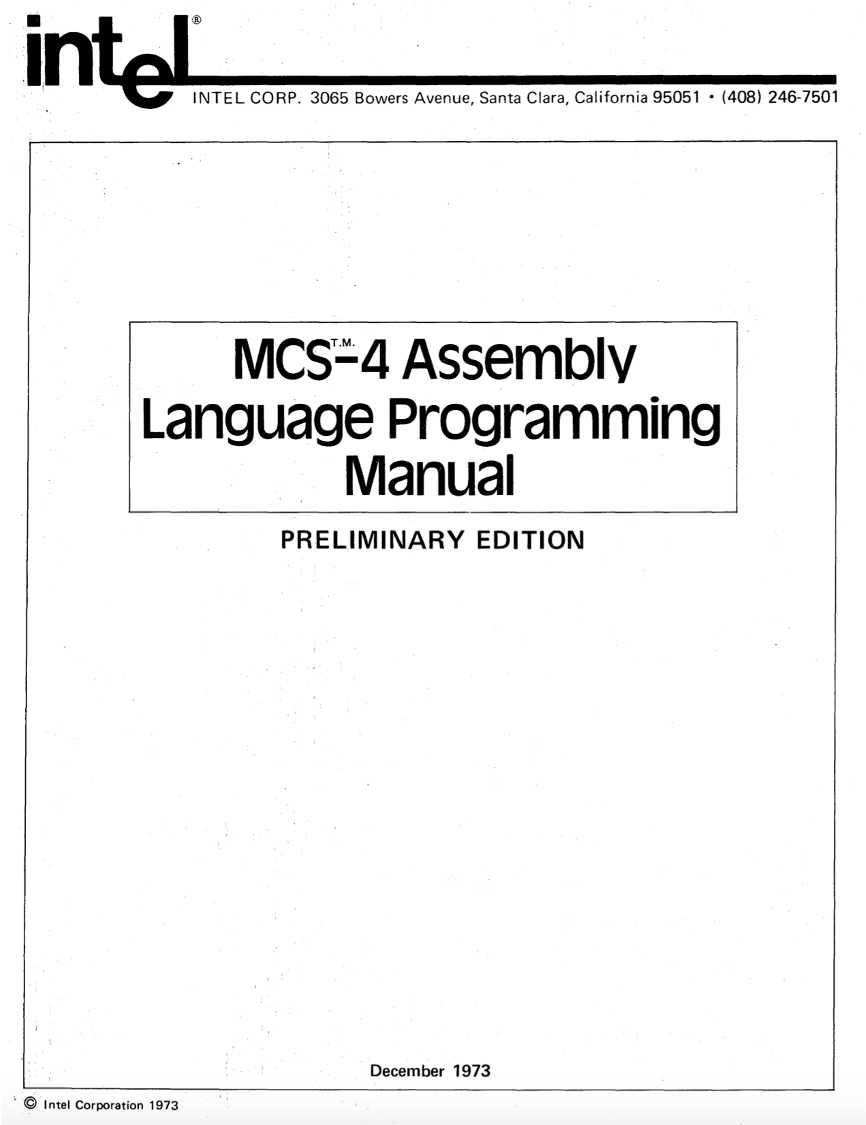 intel®
INTEL CORP. 3065 Bowers Avenue, Santa Clara, California 95051 • (408) 246-7501
MCS™-4 Assembly
Language Programming
Manual
PRELIMINARY EDITION
December 1973
© Intel Corporation 1973